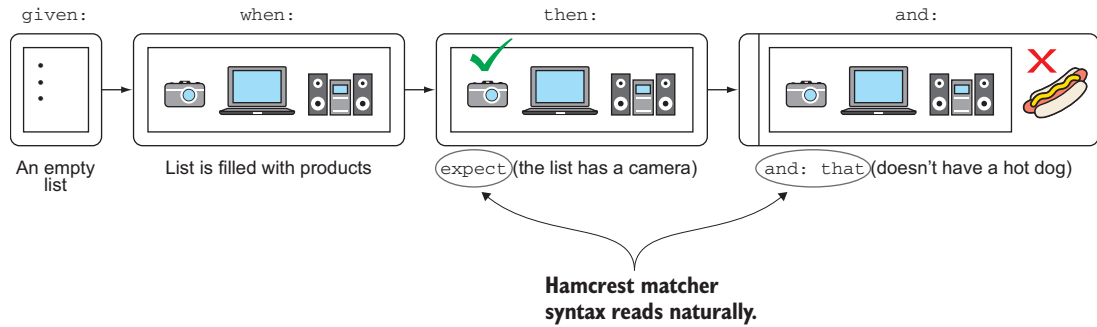 given:
when:
then:
and:
An empty
list
List is filled with products
expect (the list has a camera)
and: that (doesn’t have a hot dog)
Hamcrest matcher
syntax reads naturally.